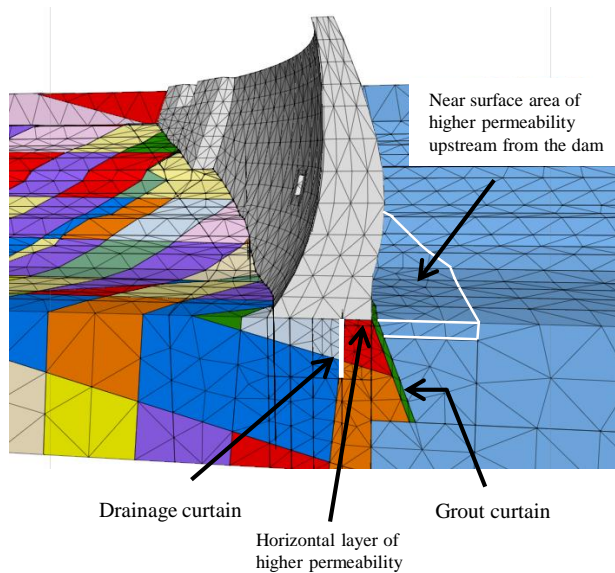 Near surface area of
higher permeability
upstream from the dam
Drainage curtain
Grout curtain
Horizontal layer of
higher permeability